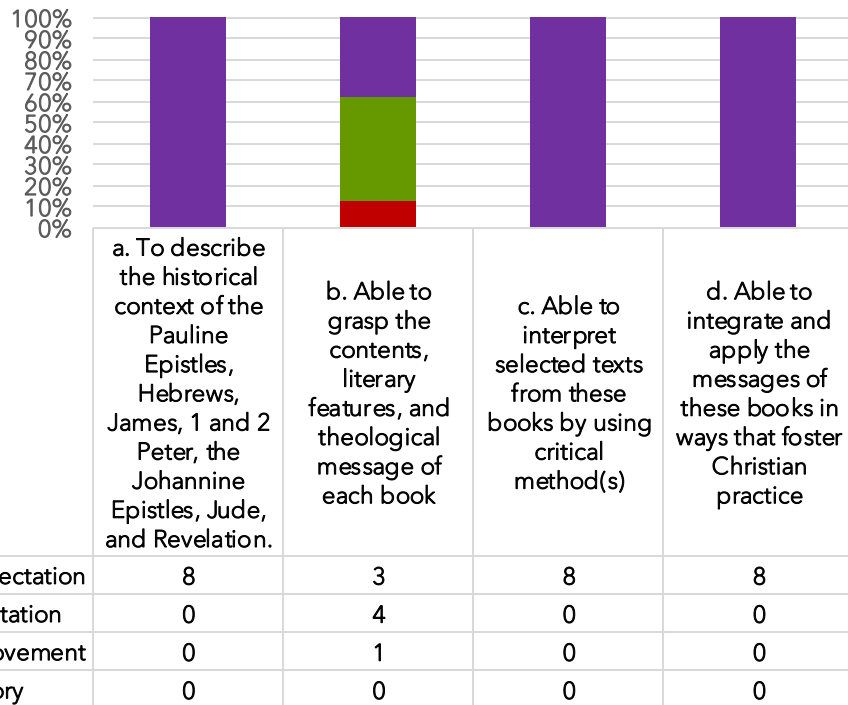 100%
90%
80%
70%
60%
50%
40%
30%
20%
10%
0%
a. To describe
the historical
context of the
Pauline
Epistles,
Hebrews,
James, 1 and 2
Peter, the
Johannine
Epistles, Jude,
and Revelation.
b. Able to
grasp the
contents,
literary
features, and
theological
message of
each book
c. Able to
interpret
selected texts
from these
books by using
critical
method(s)
d. Able to
integrate and
apply the
messages of
these books in
ways that foster
Christian
practice
ectation 8 3 8 8
tation 0 4 0 0
ovement 0 1 0 0
ory 0 0 0 0